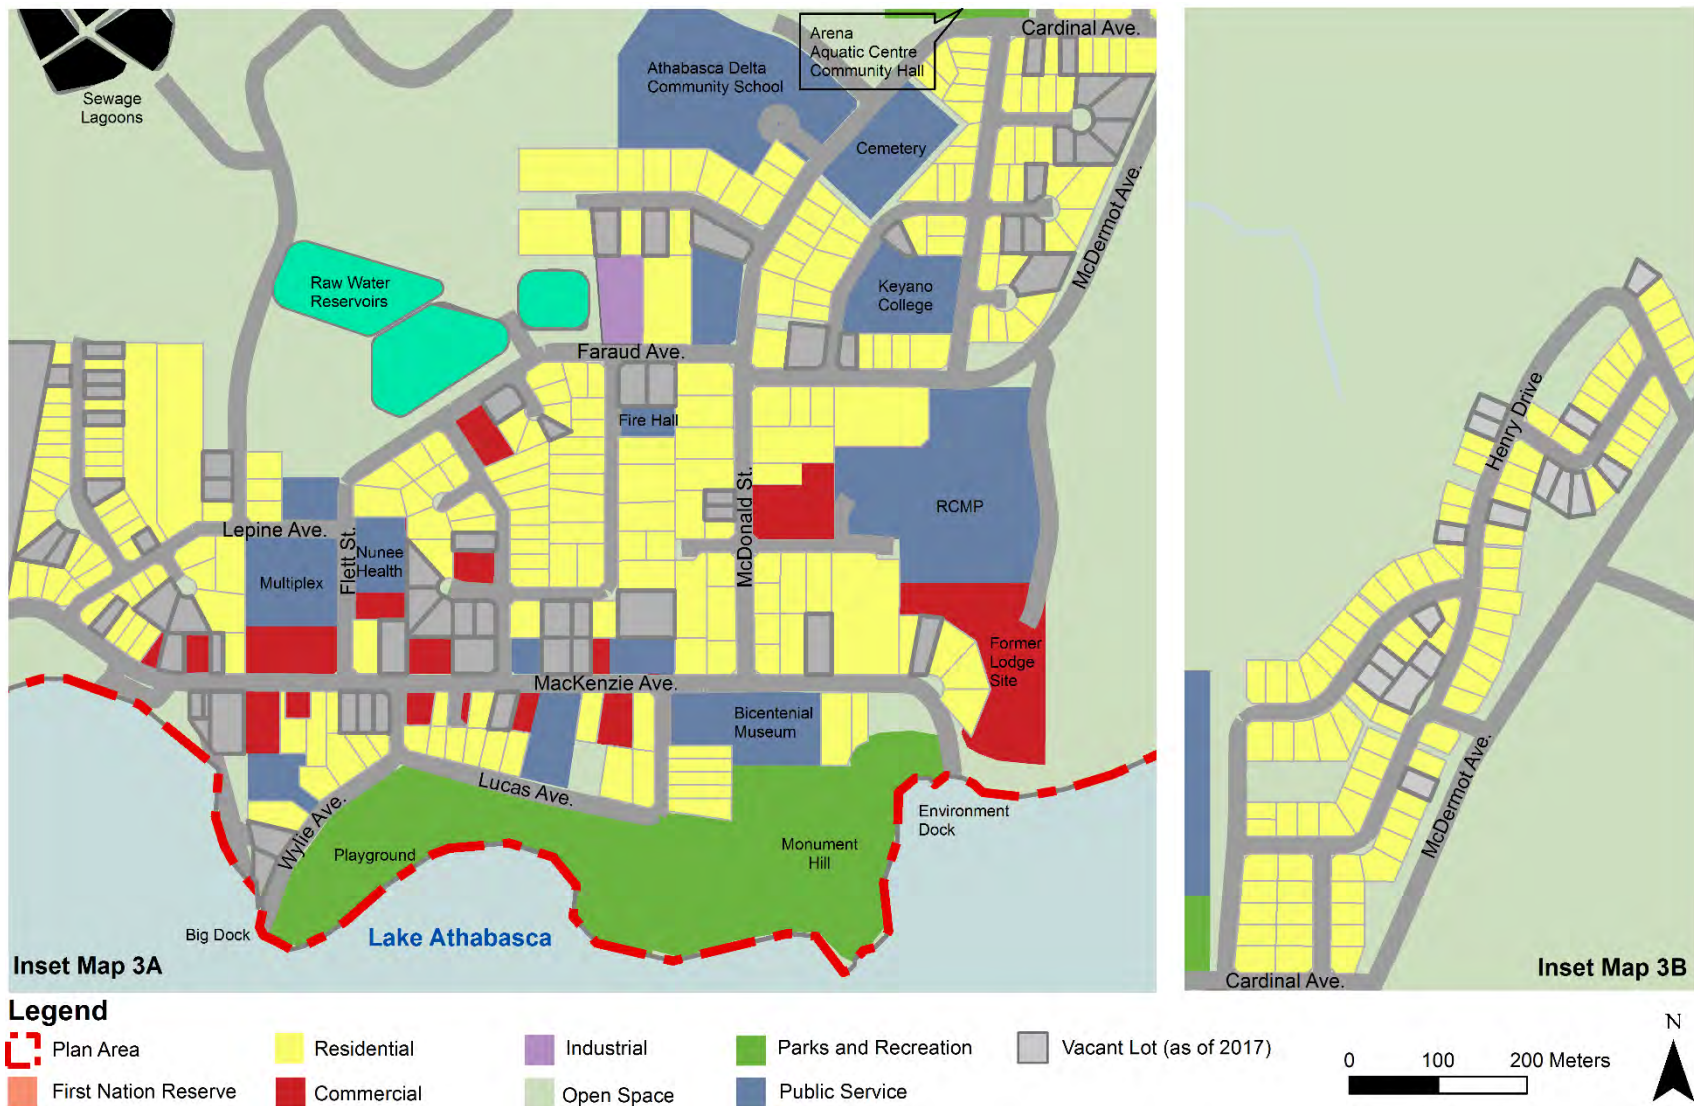 Arena
Aquatic Centre
Community Hall
Cardinal Ave.
Athabasca Delta
Community School
Sewage
Lagoons
Cemetery
McDermot Ave.
Raw Water
Reservoirs
Keyano
College
Faraud Ave.
Henry Drive
Fire Hall
McDonald St.
RCMP
Lepine Ave.
Flett St.
Nunee
Health
Multiplex
Former
Lodge
Site
MacKenzie Ave.
Bicentenial
Museum
Lucas Ave.
Wylie Ave.
Environment
Dock
Playground
Monument
Hill
McDermot Ave.
Big Dock
Lake Athabasca
Inset Map 3A
Cardinal Ave.
Inset Map 3B
Legend
Plan Area
Residential
Industrial
Parks and Recreation
Vacant Lot (as of 2017)
First Nation Reserve
Commercial
Open Space
Public Service
0 100 200 Meters
N